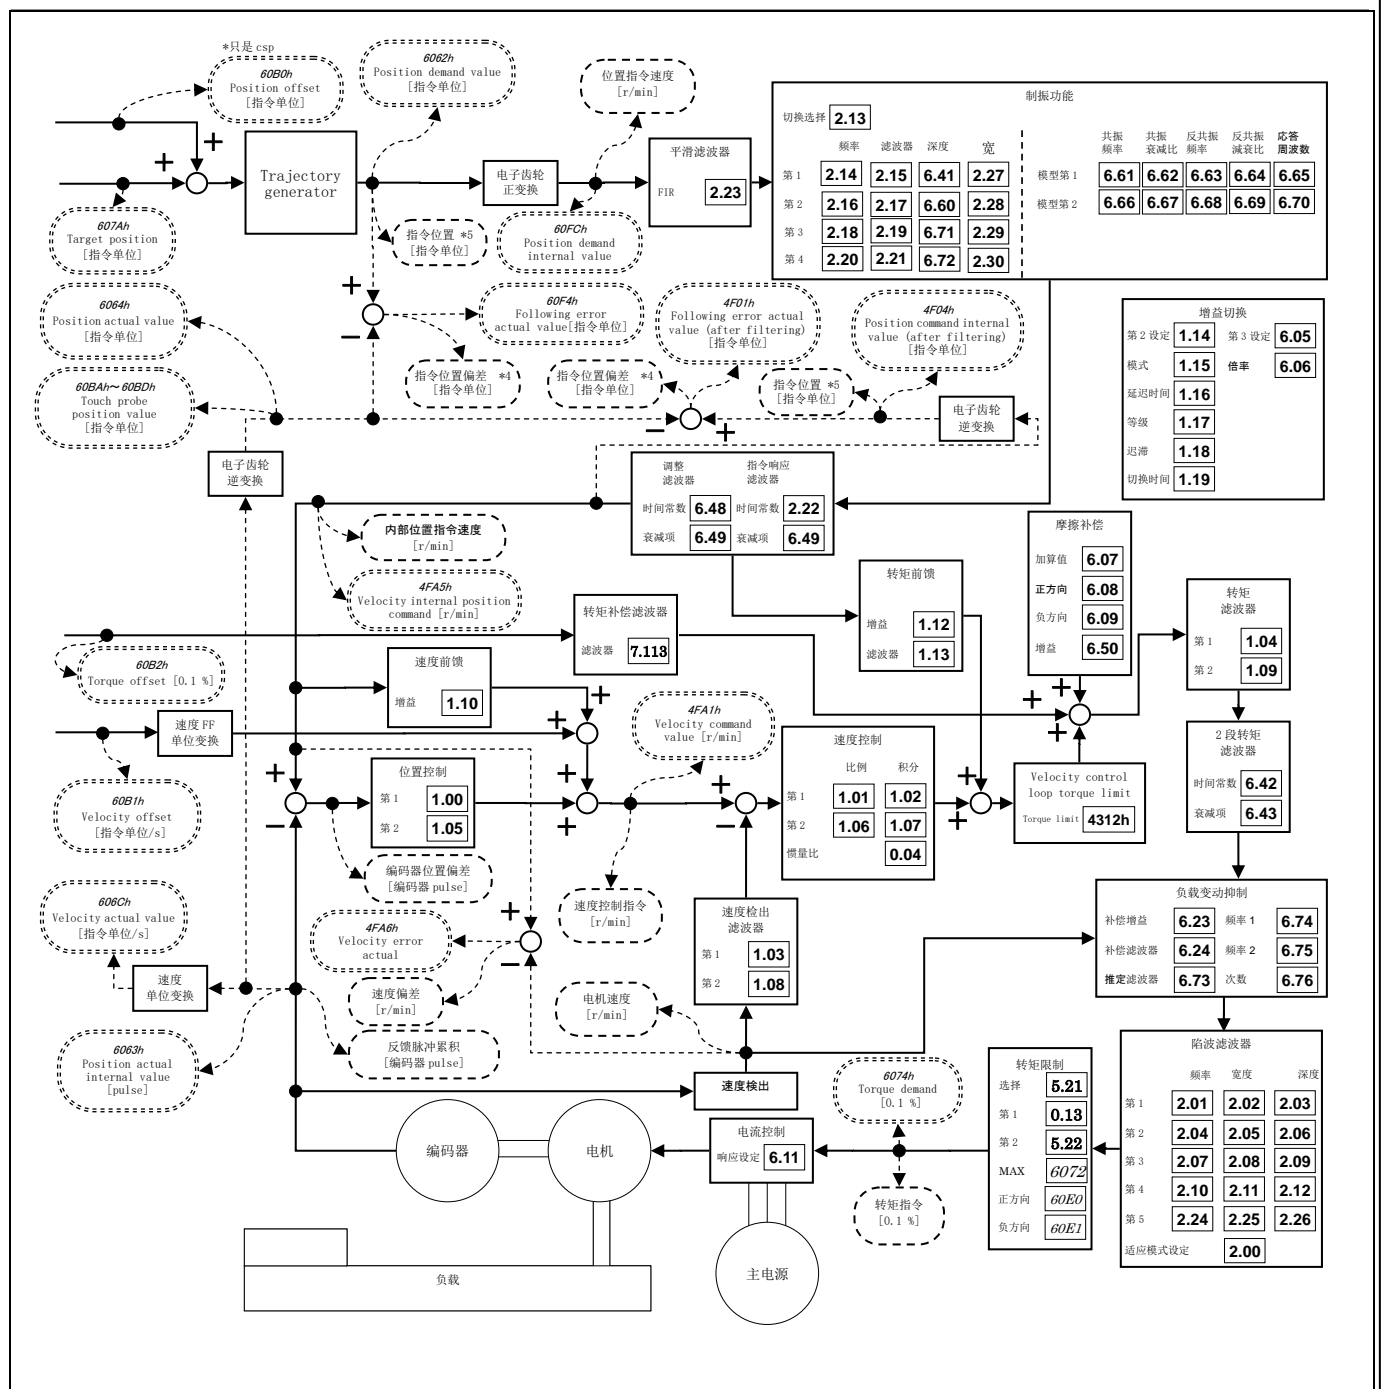 *只是 csp
60B0h
Position offset
[指令单位]
6062h
Position demand value
[指令单位]
位置指令速度
[r/min]
制振功能
切换选择 2.13
频率 滤波器 深度 宽
第 1 2.14 2.15 6.41 2.27
第 2 2.16 2.17 6.60 2.28
第 3 2.18 2.19 6.71 2.29
第 4 2.20 2.21 6.72 2.30
共振 共振 反共振 反共振 应答
频率 衰减比 频率 减衰比 周波数
模型第 1 6.61 6.62 6.63 6.64 6.65
模型第 2 6.66 6.67 6.68 6.69 6.70
+
+
Trajectory
generator
电子齿轮
正变换
平滑滤波器
FIR 2.23
607Ah
Target position
[指令单位]
指令位置 *5
[指令单位]
60FCh
Position demand
internal value
6064h
Position actual value
[指令单位]
+
−
60F4h
Following error
actual value[指令单位]
4F01h
Following error actual
value (after filtering)
[指令单位]
4F04h
Position command internal
value (after filtering)
[指令单位]
增益切换
第 2 设定 1.14 第 3 设定 6.05
模式 1.15 倍率 6.06
延迟时间 1.16
等级 1.17
迟滞 1.18
切换时间 1.19
60BAh～60BDh
Touch probe
position value
[指令单位]
指令位置偏差 *4
[指令单位]
指令位置偏差 *4
[指令单位]
指令位置 *5
[指令单位]
−
+
电子齿轮
逆变换
电子齿轮
逆变换
调整
滤波器
指令响应
滤波器
时间常数 6.48 时间常数 2.22
衰减项 6.49 衰减项 6.49
内部位置指令速度
[r/min]
4FA5h
Velocity internal position
command [r/min]
转矩补偿滤波器
滤波器 7.113
转矩前馈
增益 1.12
滤波器 1.13
摩擦补偿
加算值 6.07
正方向 6.08
负方向 6.09
增益 6.50
转矩
滤波器
第 1 1.04
第 2 1.09
60B2h
Torque offset [0.1 %]
速度前馈
增益 1.10
+
+
4FA1h
Velocity command
value [r/min]
+
+
+
速度 FF
单位变换
速度控制
比例 积分
第 1 1.01 1.02
第 2 1.06 1.07
惯量比 0.04
2 段转矩
滤波器
时间常数 6.42
衰减项 6.43
60B1h
Velocity offset
[指令单位/s]
+
−
位置控制
第 1 1.00
第 2 1.05
+
+
+
−
+
+
Velocity control
loop torque limit
Torque limit 4312h
编码器位置偏差
[编码器 pulse]
606Ch
Velocity actual value
[指令单位/s]
4FA6h
Velocity error
actual
+
−
速度控制指令
[r/min]
速度检出
滤波器
第 1 1.03
第 2 1.08
负载变动抑制
补偿增益 6.23 频率 1 6.74
补偿滤波器 6.24 频率 2 6.75
推定滤波器 6.73 次数 6.76
速度
单位变换
速度偏差
[r/min]
电机速度
[r/min]
6063h
Position actual
internal value
[pulse]
反馈脉冲累积
[编码器 pulse]
速度检出
6074h
Torque demand
[0.1 %]
转矩限制
选择 5.21
第 1 0.13
第 2 5.22
MAX 6072
正方向 60E0
负方向 60E1
陷波滤波器
频率 宽度 深度
第 1 2.01 2.02 2.03
第 2 2.04 2.05 2.06
第 3 2.07 2.08 2.09
第 4 2.10 2.11 2.12
第 5 2.24 2.25 2.26
适应模式设定 2.00
编码器
电机
电流控制
响应设定 6.11
转矩指令
[0.1 %]
负载
主电源